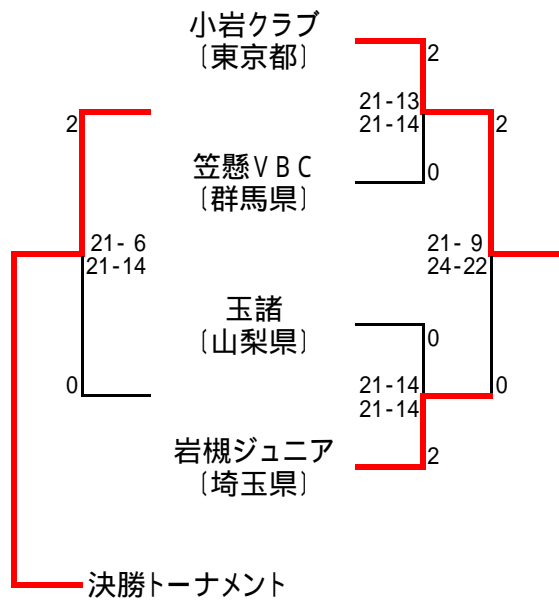 小岩クラブ
〔東京都〕
2
2
21-13
21-14
2
0
笠懸VBC
〔群馬県〕
21- 6
21-14
21- 9
24-22
玉諸
〔山梨県〕
0
0
21-14
21-14
0
岩槻ジュニア
〔埼玉県〕
2
決勝トーナメント